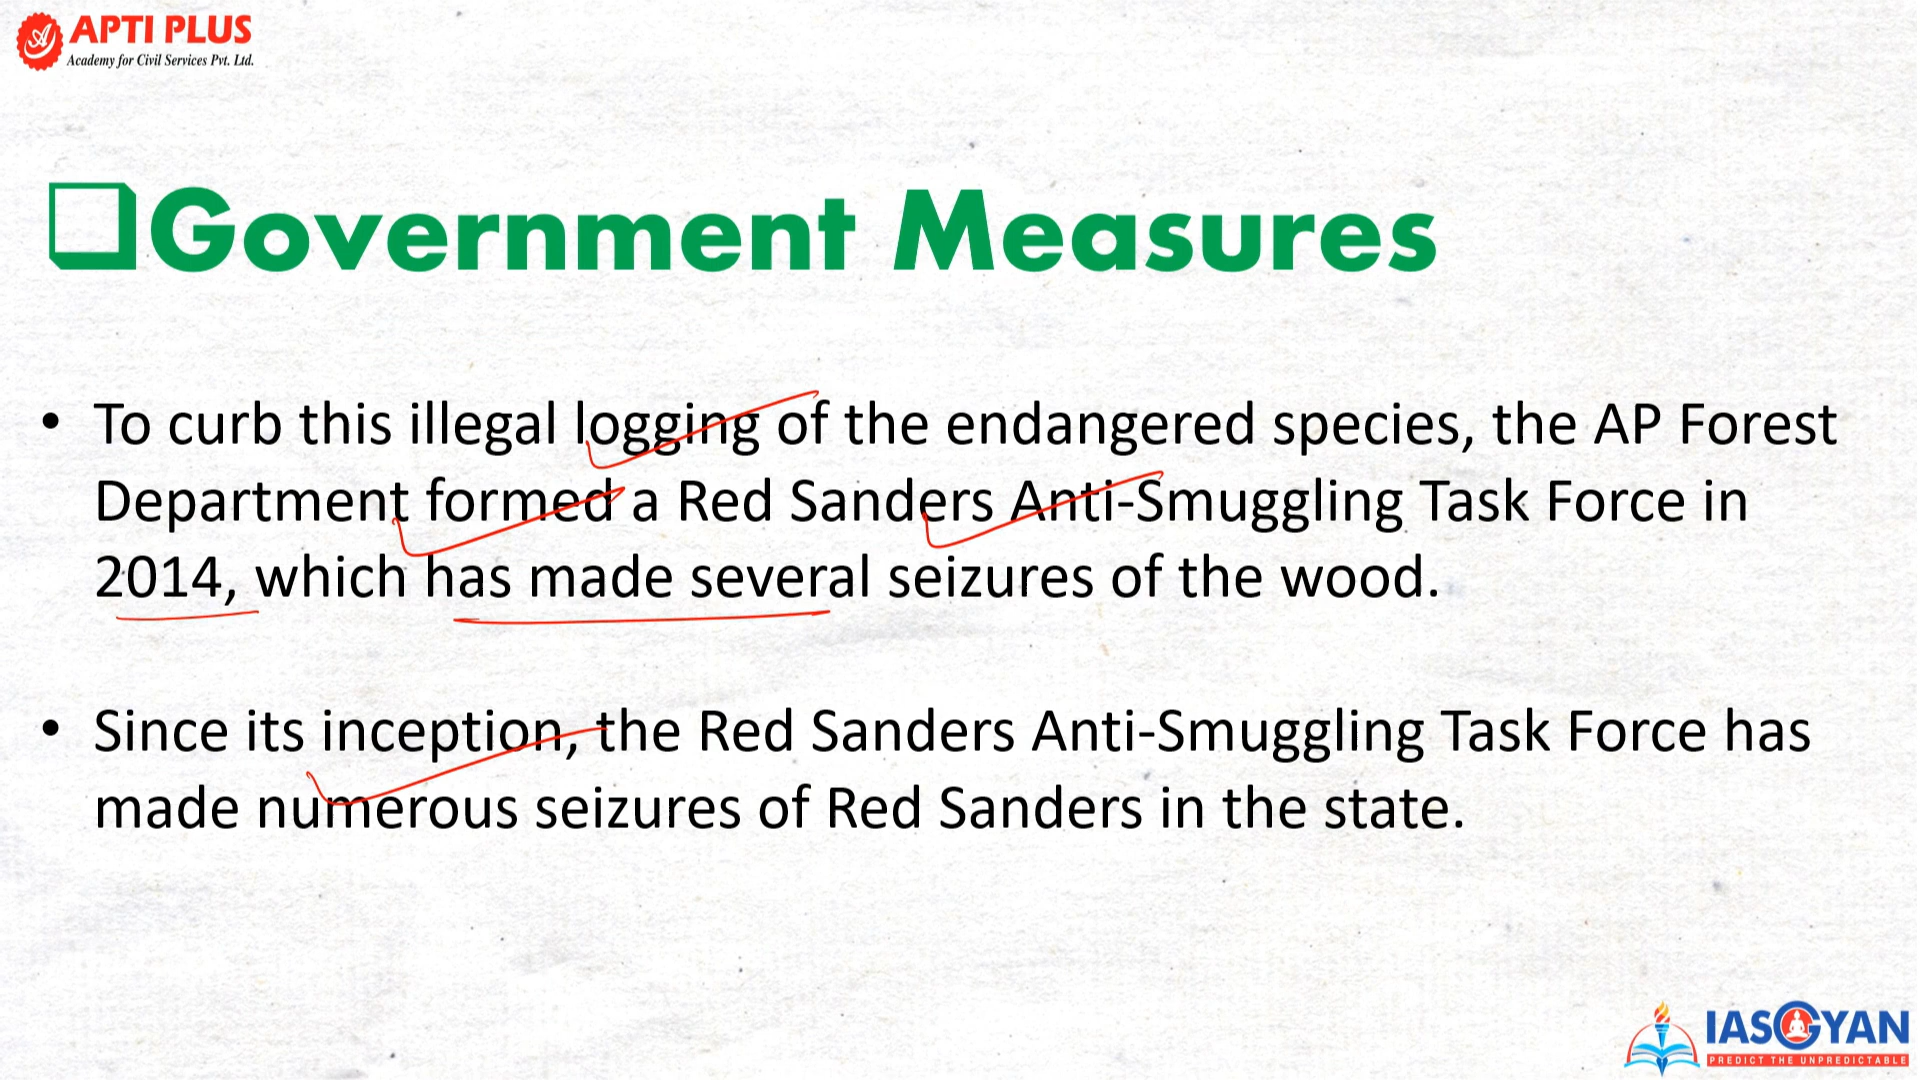 APTI PLUS
Academy for Civil Services Pvt. Ltd.
Government Measures
• To curb this illegal logging of the endangered species, the AP Forest
Department formed a Red Sanders Anti-Smuggling Task Force in
2014, which has made several seizures of the wood.
• Since its inception, the Red Sanders Anti-Smuggling Task Force has
made numerous seizures of Red Sanders in the state.
IASGYAN
PREDICT THE UNPREDICTABLE